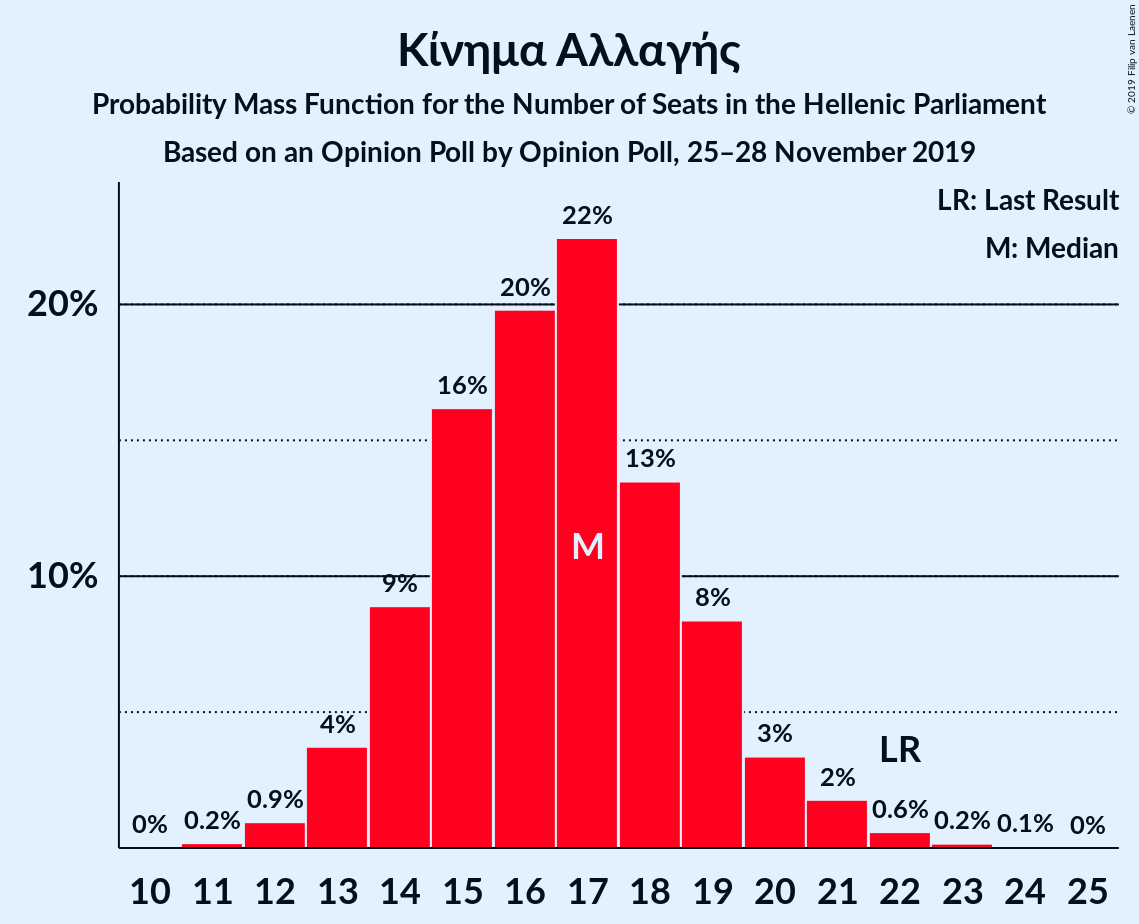 Κίνημα Αλλαγής
Probability Mass Function for the Number of Seats in the Hellenic Parliament
Based on an Opinion Poll by Opinion Poll, 25–28 November 2019
© 2019 Filip van Laenen
LR: Last Result
M: Median
20%
10%
0%
0.2%
0.9%
4%
9%
16%
20%
22%
13%
8%
3%
2%
0.6%
0.2%
0.1%
0%
M
LR
10 11 12 13 14 15 16 17 18 19 20 21 22 23 24 25